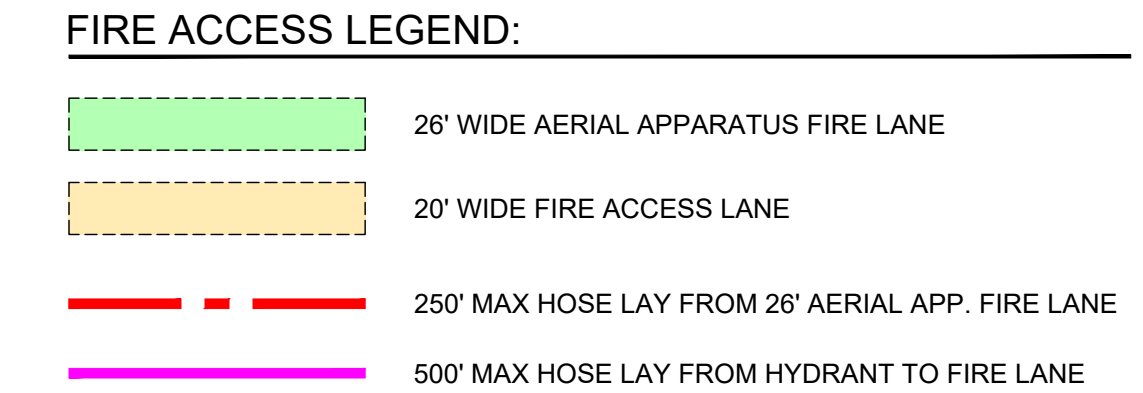 FIRE ACCESS LEGEND:
26' WIDE AERIAL APPARATUS FIRE LANE
20' WIDE FIRE ACCESS LANE
250' MAX HOSE LAY FROM 26' AERIAL APP. FIRE LANE
500' MAX HOSE LAY FROM HYDRANT TO FIRE LANE